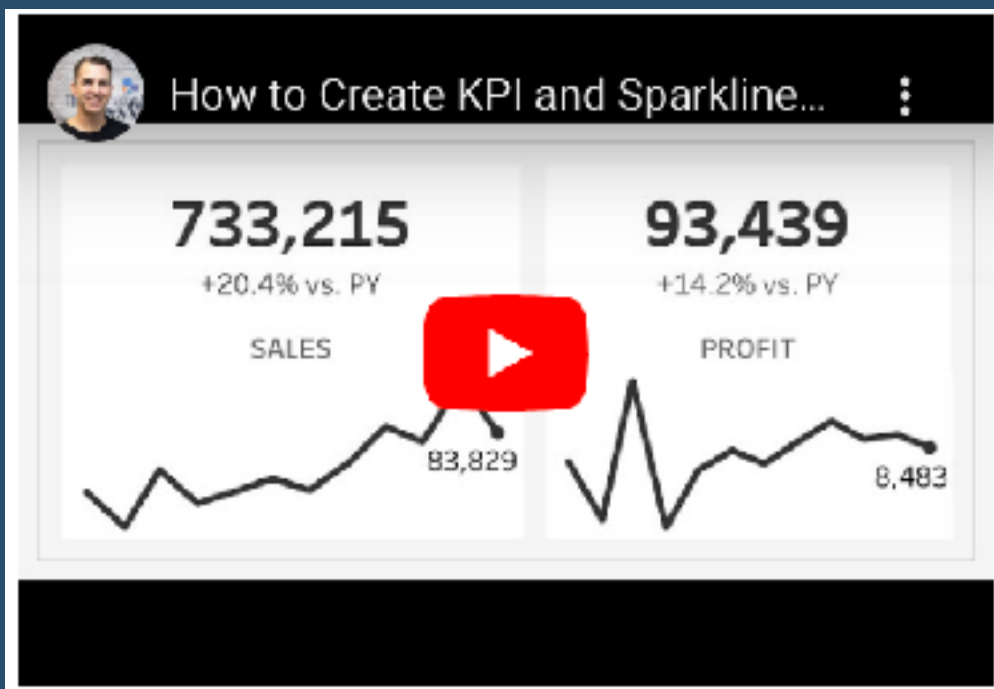 How to Create KPI and Sparkline...
733,215
+20.4% vs. PY
SALES
83,829
93,439
+14.2% vs. PY
PROFIT
8,483